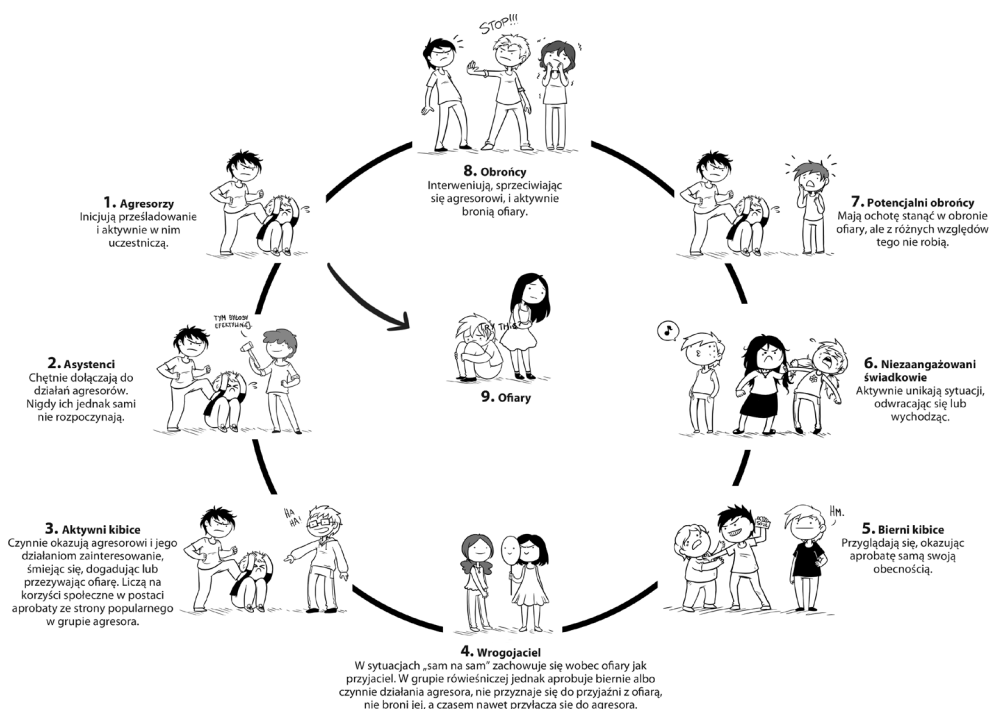 STOP!!!
8. Obrońcy
Interweniują, sprzeciwiając
się agresorowi, i aktywnie
bronią ofiary.
1. Agresorzy
Inicjują prześladowanie
i aktywnie w nim
uczestniczą.
7. Potencjalni obrońcy
Mają ochotę stanąć w obronie
ofiary, ale z różnych względów
tego nie robią.
TRY THIS
9. Ofiary
2. Asystenci
Chętnie dołączają do
działań agresorów.
Nigdy ich jednak sami
nie rozpoczynają.
TYM BYŁOBY
6. Niezaangażowani
świadkowie
Aktywnie unikają sytuacji,
odwracając się lub
wychodząc.
3. Aktywni kibice
Czynnie okazują agresorowi i jego
działaniom zainteresowanie,
śmiejąc się, dogadując lub
przezywając ofiarę. Liczą na
korzyści społeczne w postaci
aprobaty ze strony popularnego
w grupie agresora.
HA
HA!
HM.
5. Bierni kibice
Przyglądają się, okazując
aprobatę samą swoją
obecnością.
4. Wrogojaciel
W sytuacjach „sam na sam” zachowuje się wobec ofiary jak
przyjaciel. W grupie rówieśniczej jednak aprobuje biernie albo
czynnie działania agresora, nie przyznaje się do przyjaźni z ofiarą,
nie broni jej, a czasem nawet przyłącza się do agresora.